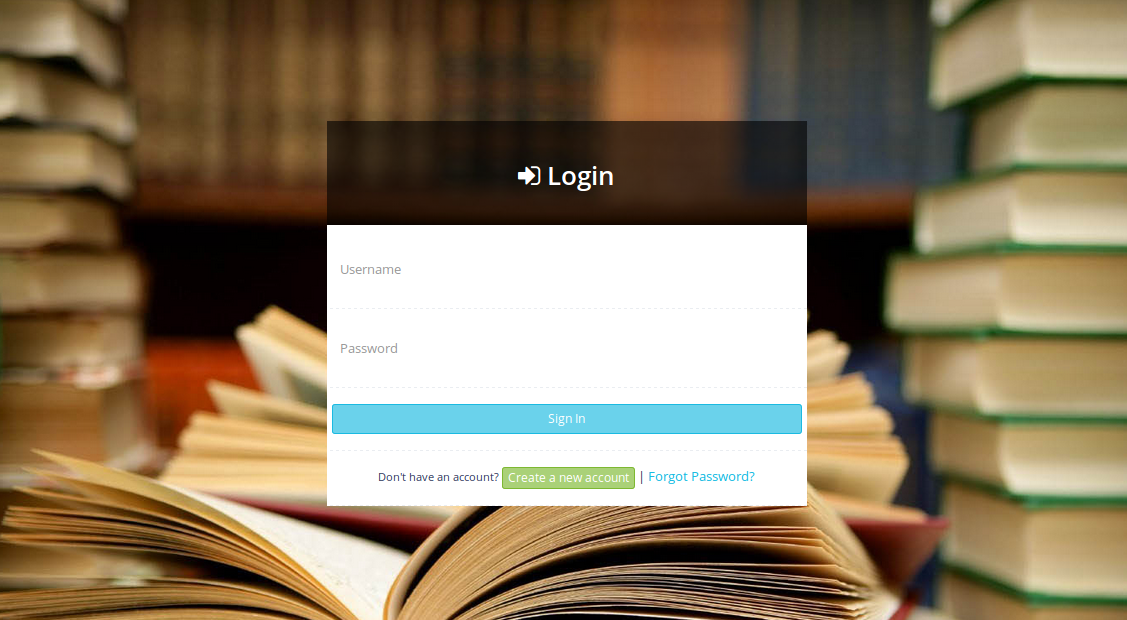 Login
Username
Password
Sign In
Don't have an account? Create a new account | Forgot Password?